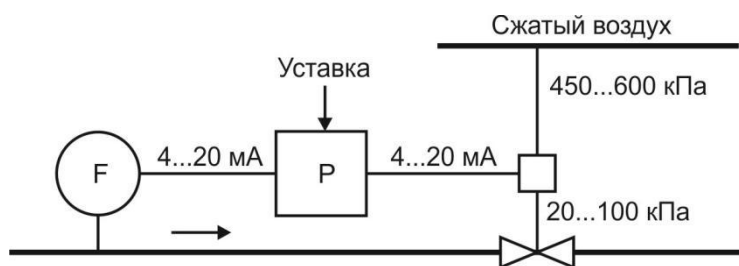 Сжатый воздух
Уставка
450...600 кПа
F
4...20 мА
P
4...20 мА
20...100 кПа